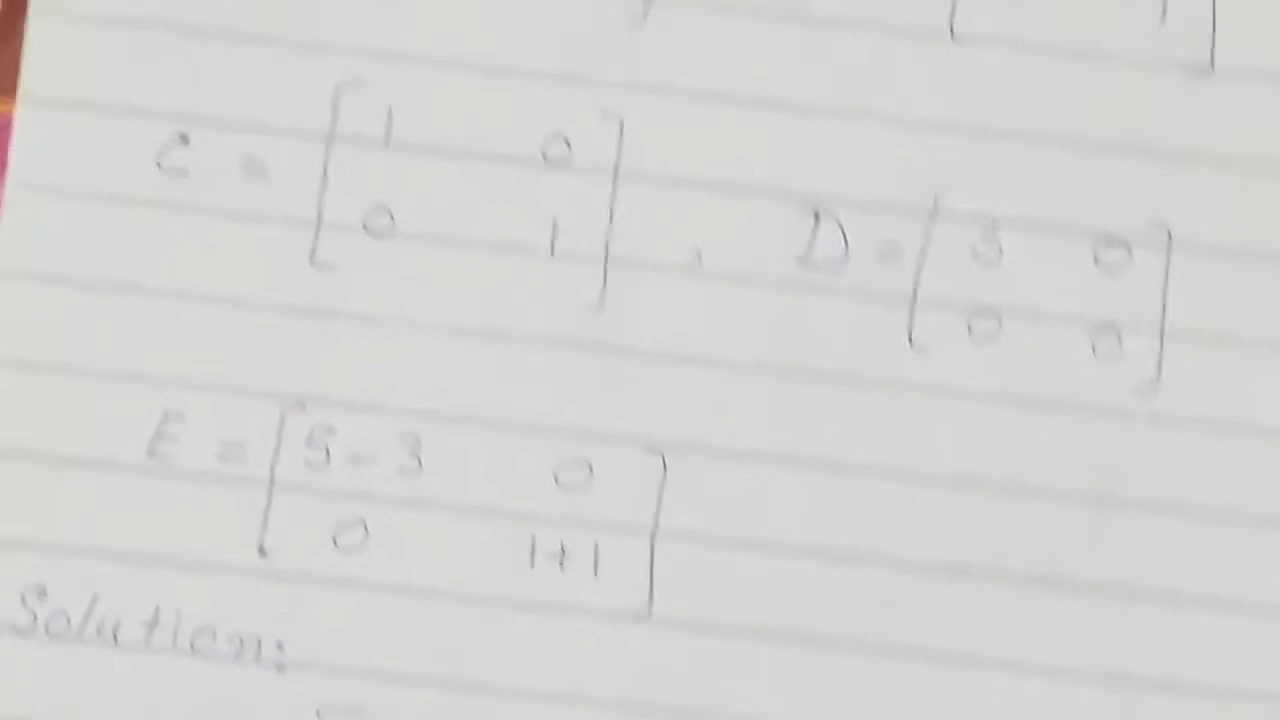 C = [ 1 0
0 1 ] , D = [ 3 0
0 0 ]
E = [ 5-3 0
0 1+1 ]
Solution: